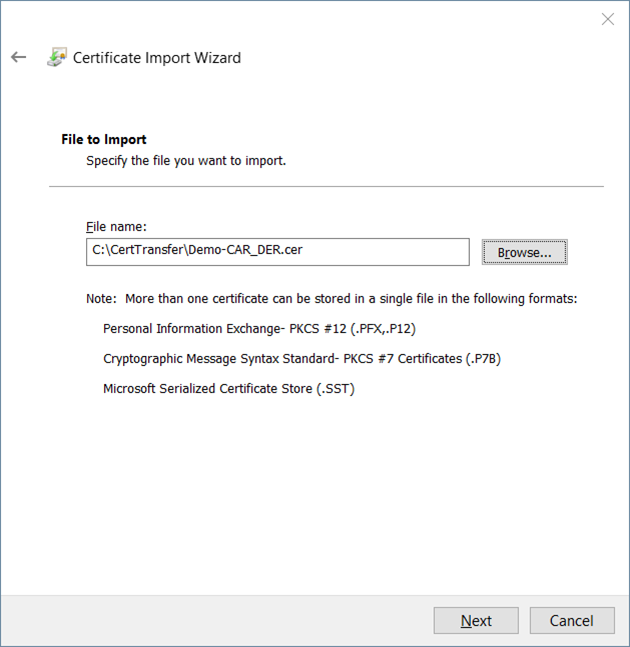 Certificate Import Wizard
File to Import
Specify the file you want to import.
File name:
C:\CertTransfer\Demo-CAR_DER.cer
Browse...
Note:  More than one certificate can be stored in a single file in the following formats:
Personal Information Exchange- PKCS #12 (.PFX,.P12)
Cryptographic Message Syntax Standard- PKCS #7 Certificates (.P7B)
Microsoft Serialized Certificate Store (.SST)
Next
Cancel